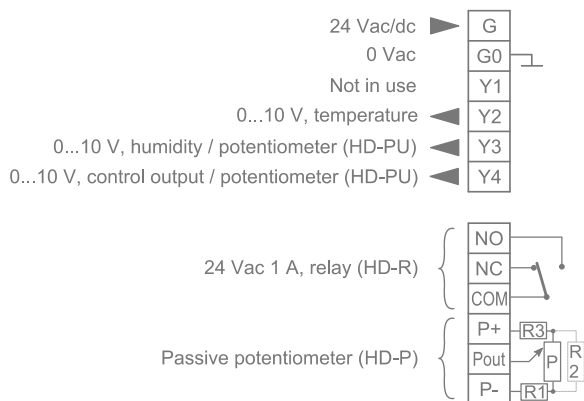 24 Vac/dc G
0 Vac G0
Not in use Y1
0...10 V, temperature Y2
0...10 V, humidity / potentiometer (HD-PU) Y3
0...10 V, control output / potentiometer (HD-PU) Y4
NO
24 Vac 1 A, relay (HD-R) NC
COM
P+ R3
Passive potentiometer (HD-P) Pout P R2
P- R1